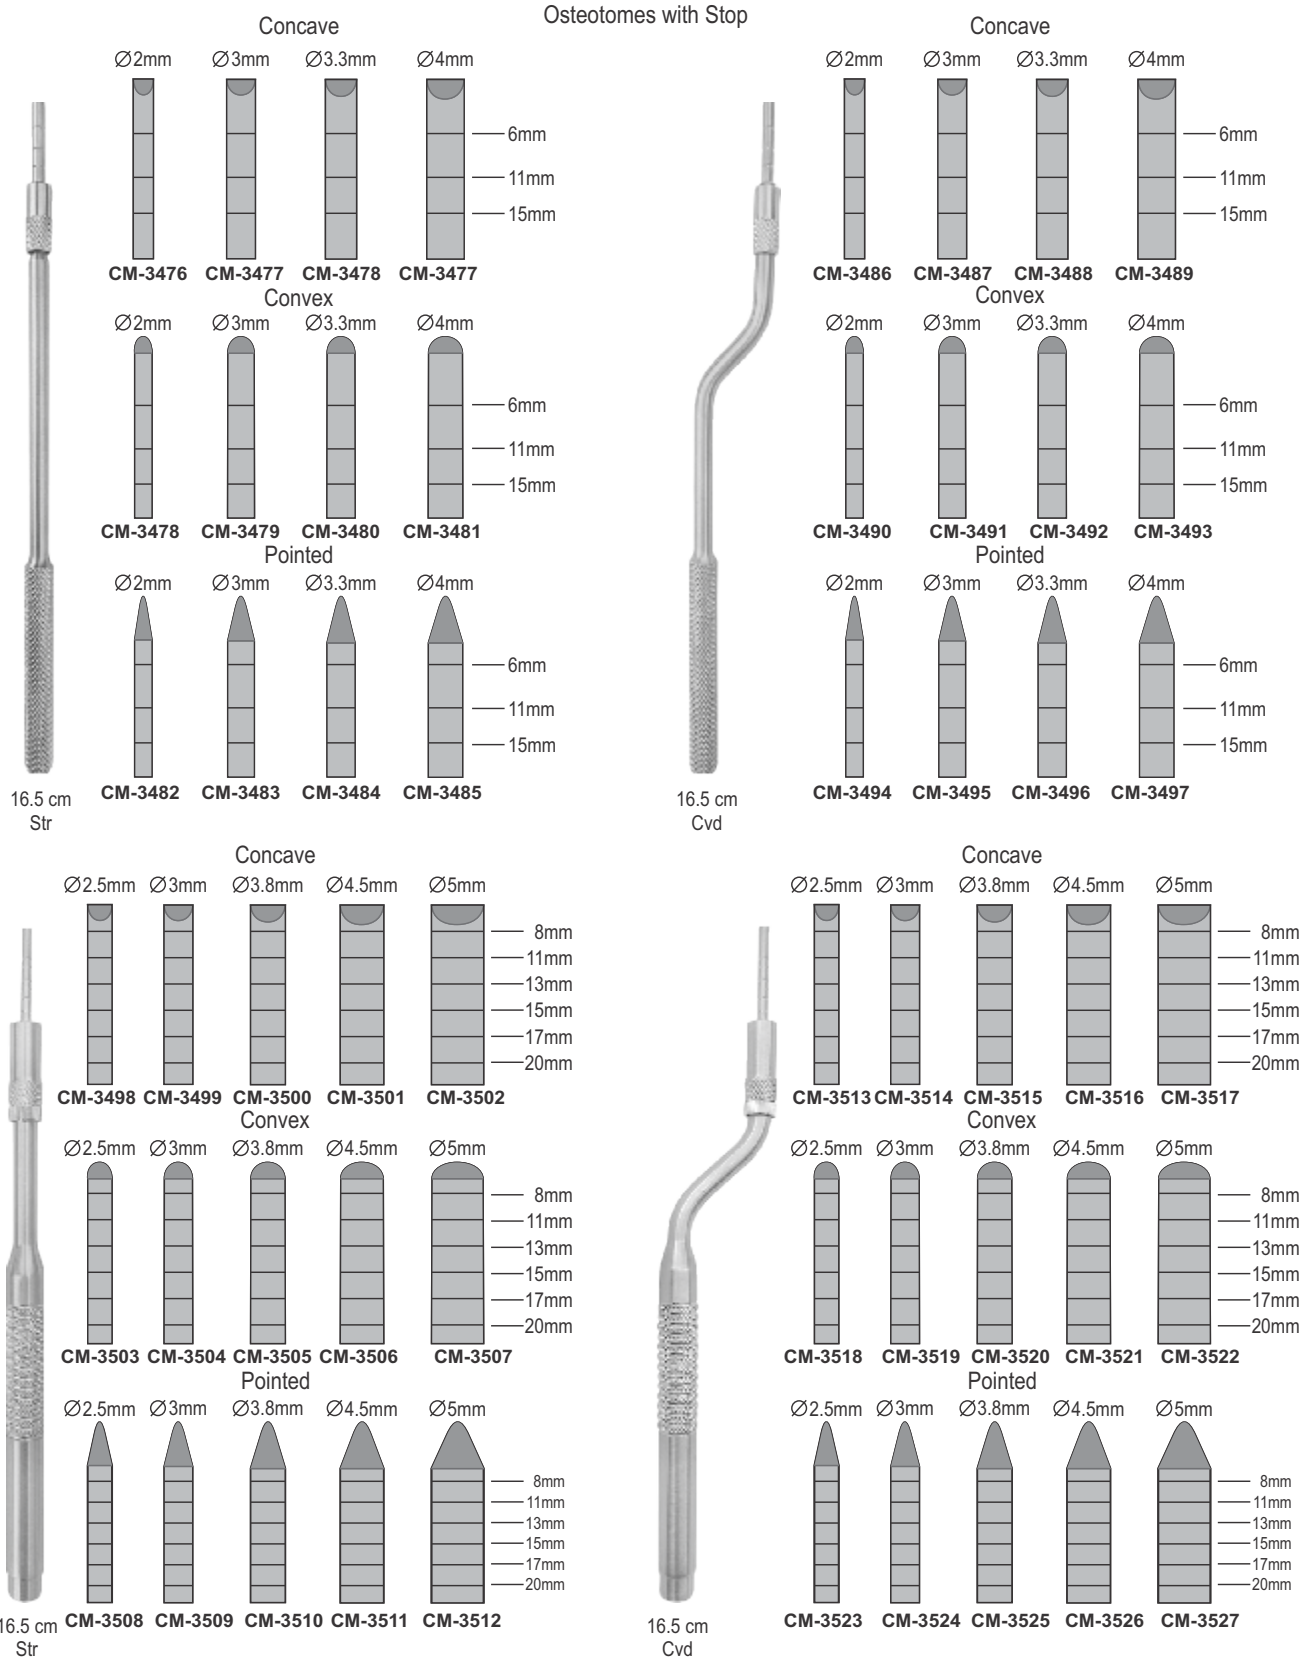 Osteotomes with Stop
Concave
Ø2mm Ø3mm Ø3.3mm Ø4mm
6mm
11mm
15mm
CM-3476 CM-3477 CM-3478 CM-3477
Convex
Ø2mm Ø3mm Ø3.3mm Ø4mm
6mm
11mm
15mm
CM-3478 CM-3479 CM-3480 CM-3481
Pointed
Ø2mm Ø3mm Ø3.3mm Ø4mm
6mm
11mm
15mm
CM-3482 CM-3483 CM-3484 CM-3485
16.5 cm
Str
Concave
Ø2mm Ø3mm Ø3.3mm Ø4mm
6mm
11mm
15mm
CM-3486 CM-3487 CM-3488 CM-3489
Convex
Ø2mm Ø3mm Ø3.3mm Ø4mm
6mm
11mm
15mm
CM-3490 CM-3491 CM-3492 CM-3493
Pointed
Ø2mm Ø3mm Ø3.3mm Ø4mm
6mm
11mm
15mm
CM-3494 CM-3495 CM-3496 CM-3497
16.5 cm
Cvd
Concave
Ø2.5mm Ø3mm Ø3.8mm Ø4.5mm Ø5mm
8mm
11mm
13mm
15mm
17mm
20mm
CM-3498 CM-3499 CM-3500 CM-3501 CM-3502
Convex
Ø2.5mm Ø3mm Ø3.8mm Ø4.5mm Ø5mm
8mm
11mm
13mm
15mm
17mm
20mm
CM-3503 CM-3504 CM-3505 CM-3506 CM-3507
Pointed
Ø2.5mm Ø3mm Ø3.8mm Ø4.5mm Ø5mm
8mm
11mm
13mm
15mm
17mm
20mm
CM-3508 CM-3509 CM-3510 CM-3511 CM-3512
16.5 cm
Str
Concave
Ø2.5mm Ø3mm Ø3.8mm Ø4.5mm Ø5mm
8mm
11mm
13mm
15mm
17mm
20mm
CM-3513 CM-3514 CM-3515 CM-3516 CM-3517
Convex
Ø2.5mm Ø3mm Ø3.8mm Ø4.5mm Ø5mm
8mm
11mm
13mm
15mm
17mm
20mm
CM-3518 CM-3519 CM-3520 CM-3521 CM-3522
Pointed
Ø2.5mm Ø3mm Ø3.8mm Ø4.5mm Ø5mm
8mm
11mm
13mm
15mm
17mm
20mm
CM-3523 CM-3524 CM-3525 CM-3526 CM-3527
16.5 cm
Cvd